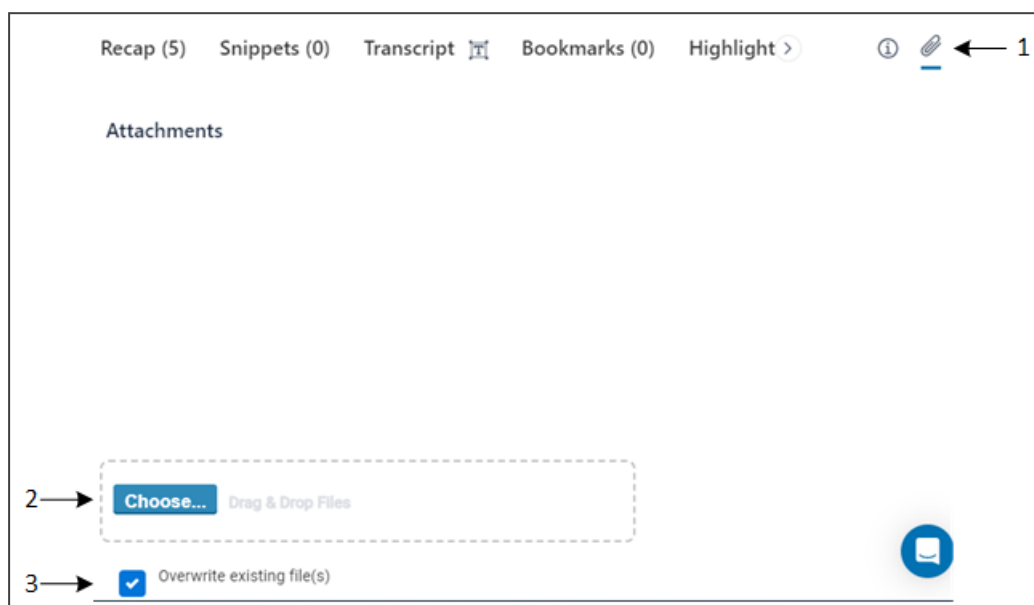 Recap (5) Snippets (0) Transcript Bookmarks (0) Highlight 1
Attachments
2 Choose... Drag & Drop Files
3 Overwrite existing file(s)